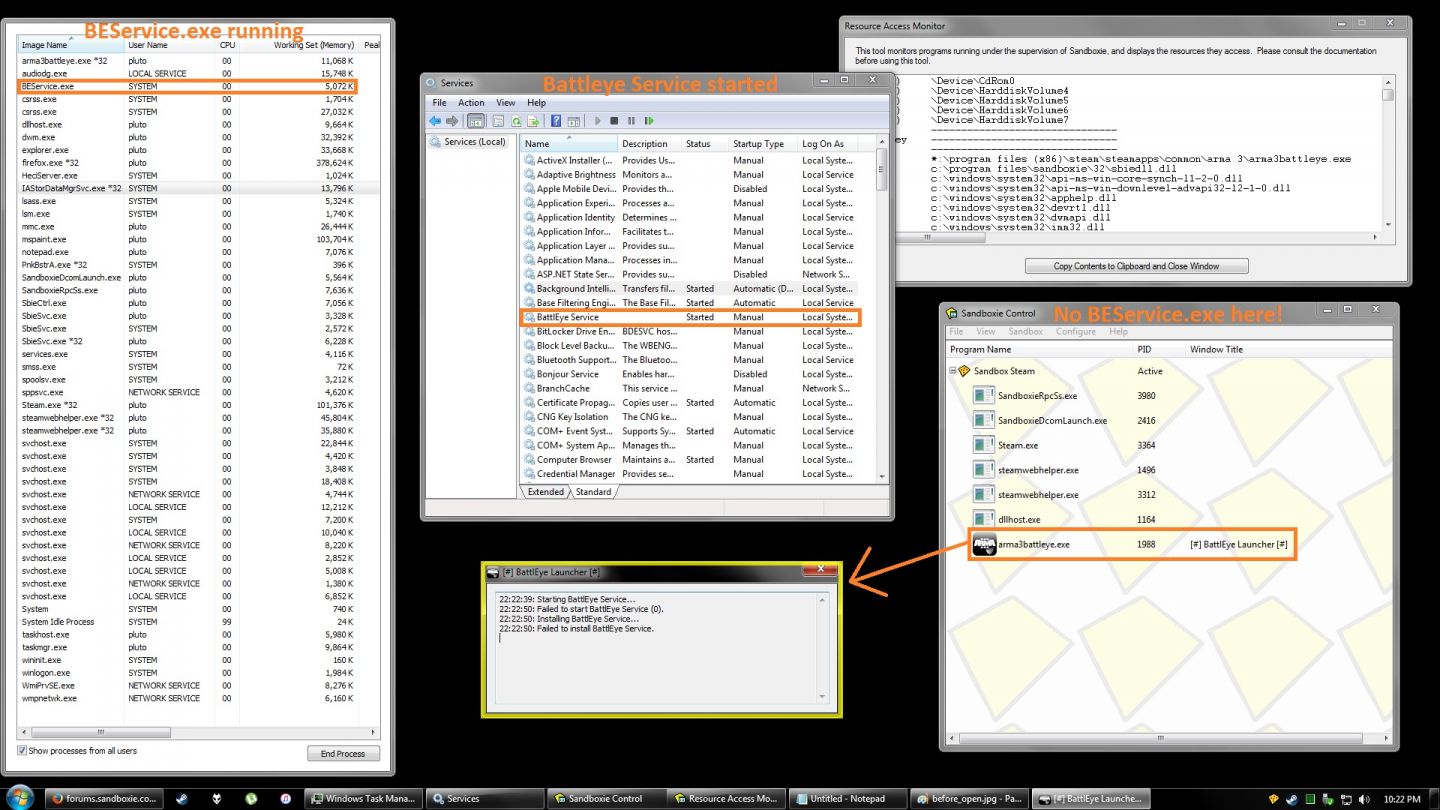 BEService.exe running
Image Name User Name CPU Working Set (Memory) Peal
arma3battleye.exe *32 pluto 00 11,068 K
audiodg.exe LOCAL SERVICE 00 15,748 K
BEService.exe SYSTEM 00 5,072 K
csrss.exe SYSTEM 00 1,704 K
csrss.exe SYSTEM 00 27,032 K
dllhost.exe pluto 00 9,664 K
dwm.exe pluto 00 32,392 K
explorer.exe pluto 00 33,668 K
firefox.exe *32 pluto 00 378,624 K
HeciServer.exe SYSTEM 00 1,024 K
IAStorDataMgrSvc.exe *32 SYSTEM 00 13,796 K
lsass.exe SYSTEM 00 5,324 K
lsm.exe SYSTEM 00 1,740 K
mmc.exe pluto 00 26,444 K
mspaint.exe pluto 00 103,704 K
notepad.exe pluto 00 7,076 K
PnkBstrA.exe *32 SYSTEM 00 396 K
SandboxieDcomLaunch.exe pluto 00 5,564 K
SandboxieRpcSs.exe pluto 00 7,636 K
SbieCtrl.exe pluto 00 7,056 K
SbieSvc.exe pluto 00 3,328 K
SbieSvc.exe SYSTEM 00 2,572 K
SbieSvc.exe *32 pluto 00 6,228 K
services.exe SYSTEM 00 4,116 K
smss.exe SYSTEM 00 72 K
spoolsv.exe SYSTEM 00 3,212 K
sppsvc.exe NETWORK SERVICE 00 4,620 K
Steam.exe *32 pluto 00 101,376 K
steamwebhelper.exe *32 pluto 00 45,804 K
steamwebhelper.exe *32 pluto 00 35,880 K
svchost.exe SYSTEM 00 22,844 K
svchost.exe SYSTEM 00 4,420 K
svchost.exe SYSTEM 00 3,848 K
svchost.exe SYSTEM 00 18,408 K
svchost.exe NETWORK SERVICE 00 4,744 K
svchost.exe LOCAL SERVICE 00 12,212 K
svchost.exe SYSTEM 00 7,200 K
svchost.exe LOCAL SERVICE 00 10,040 K
svchost.exe NETWORK SERVICE 00 8,220 K
svchost.exe LOCAL SERVICE 00 2,852 K
svchost.exe LOCAL SERVICE 00 5,008 K
svchost.exe NETWORK SERVICE 00 1,380 K
svchost.exe LOCAL SERVICE 00 6,852 K
System SYSTEM 00 740 K
System Idle Process SYSTEM 99 24 K
taskhost.exe pluto 00 5,980 K
taskmgr.exe pluto 00 9,864 K
wininit.exe SYSTEM 00 160 K
winlogon.exe SYSTEM 00 1,984 K
WmiPrvSE.exe NETWORK SERVICE 00 8,276 K
wmpnetwk.exe NETWORK SERVICE 00 6,160 K
Show processes from all users
End Process
Services
Battleye Service started
File Action View Help
Services (Local)
Name Description Status Startup Type Log On As
ActiveX Installer (... Provides Us... Manual Local Syste...
Adaptive Brightness Monitors a... Manual Local Service
Apple Mobile Devi... Provides th... Disabled Local Syste...
Application Experi... Processes a... Manual Local Syste...
Application Identity Determines ... Manual Local Service
Application Infor... Facilitates t... Manual Local Syste...
Application Layer ... Provides su... Manual Local Service
Application Mana... Processes in... Manual Local Syste...
ASP.NET State Ser... Provides su... Disabled Network S...
Background Intelli... Transfers fil... Started Automatic (D... Local Syste...
Base Filtering Engi... The Base Fil... Started Automatic Local Service
BattlEye Service Started Manual Local Syste...
BitLocker Drive En... BDESVC hos... Manual Local Syste...
Block Level Backu... The WBENG... Manual Local Syste...
Bluetooth Support... The Bluetoo... Manual Local Service
Bonjour Service Enables har... Disabled Local Syste...
BranchCache This service ... Manual Network S...
Certificate Propag... Copies user ... Started Automatic Local Syste...
CNG Key Isolation The CNG ke... Manual Local Syste...
COM+ Event Syst... Supports Sy... Started Automatic Local Service
COM+ System Ap... Manages th... Manual Local Syste...
Computer Browser Maintains a... Started Manual Local Syste...
Credential Manager Provides se... Manual Local Syste...
Extended Standard
Resource Access Monitor
This tool monitors programs running under the supervision of Sandboxie, and displays the resources they access. Please consult the documentation
before using this tool.
) \Device\CdRom0
) \Device\HarddiskVolume4
) \Device\HarddiskVolume5
) \Device\HarddiskVolume6
) \Device\HarddiskVolume7
-------------------------------
ey -------------------------------
-------------------------------
*:\program files (x86)\steam\steamapps\common\arma 3\arma3battleye.exe
c:\program files\sandboxie\32\sbiedll.dll
c:\windows\system32\api-ms-win-core-synch-l1-2-0.dll
c:\windows\system32\api-ms-win-downlevel-advapi32-l2-1-0.dll
c:\windows\system32\apphelp.dll
c:\windows\system32\devrtl.dll
c:\windows\system32\dwmapi.dll
c:\windows\system32\imm32.dll
Copy Contents to Clipboard and Close Window
Sandboxie Control
No BEService.exe here!
File View Sandbox Configure Help
Program Name PID Window Title
Sandbox Steam Active
SandboxieRpcSs.exe 3980
SandboxieDcomLaunch.exe 2416
Steam.exe 3364
steamwebhelper.exe 1496
steamwebhelper.exe 3312
dllhost.exe 1164
arma3battleye.exe 1988 [#] BattlEye Launcher [#]
[#] BattlEye Launcher [#]
22:22:39: Starting BattlEye Service...
22:22:50: Failed to start BattlEye Service (0).
22:22:50: Installing BattlEye Service...
22:22:50: Failed to install BattlEye Service.
forums.sandboxie.co...
Windows Task Mana...
Services
Sandboxie Control
Resource Access Mo...
Untitled - Notepad
before_open.jpg - Pa...
[#] BattlEye Launche...
10:22 PM